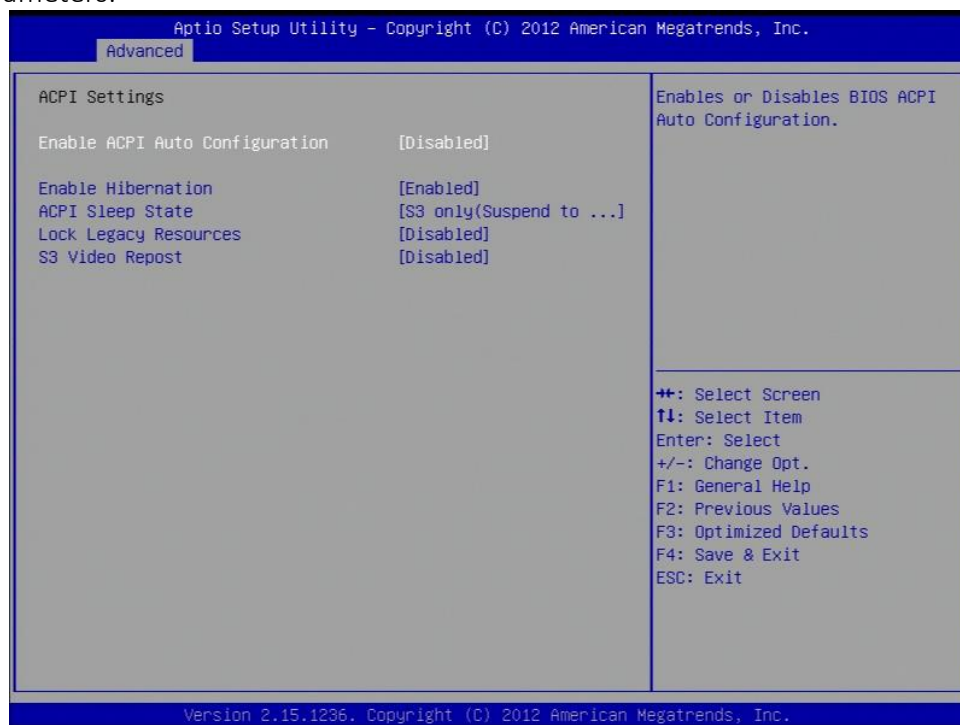 Aptio Setup Utility – Copyright (C) 2012 American Megatrends, Inc.
Advanced
ACPI Settings
Enable ACPI Auto Configuration [Disabled]
Enable Hibernation [Enabled]
ACPI Sleep State [S3 only(Suspend to ...]
Lock Legacy Resources [Disabled]
S3 Video Repost [Disabled]
Enables or Disables BIOS ACPI
Auto Configuration.
→←: Select Screen
↑↓: Select Item
Enter: Select
+/-: Change Opt.
F1: General Help
F2: Previous Values
F3: Optimized Defaults
F4: Save & Exit
ESC: Exit
Version 2.15.1236. Copyright (C) 2012 American Megatrends, Inc.